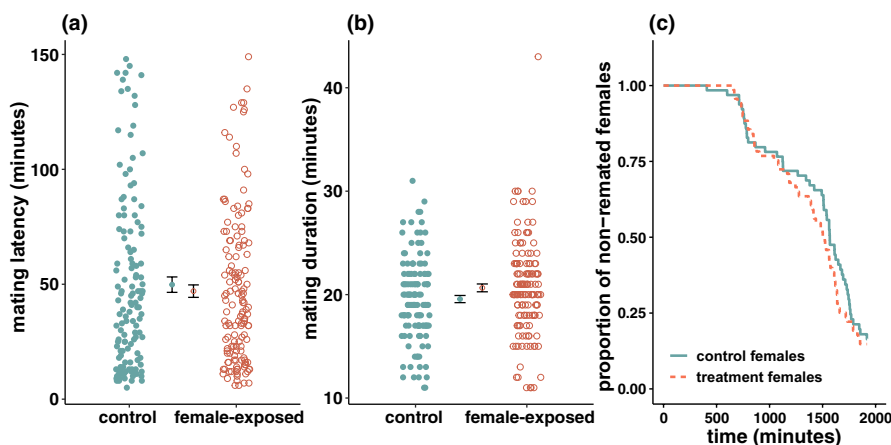 (a)
mating latency (minutes)
150
100
50
0
control
female-exposed
(b)
mating duration (minutes)
40
30
20
10
control
female-exposed
(c)
proportion of non-remated females
1.00
0.75
0.50
0.25
0.00
control females
treatment females
0 500 1000 1500 2000
time (minutes)